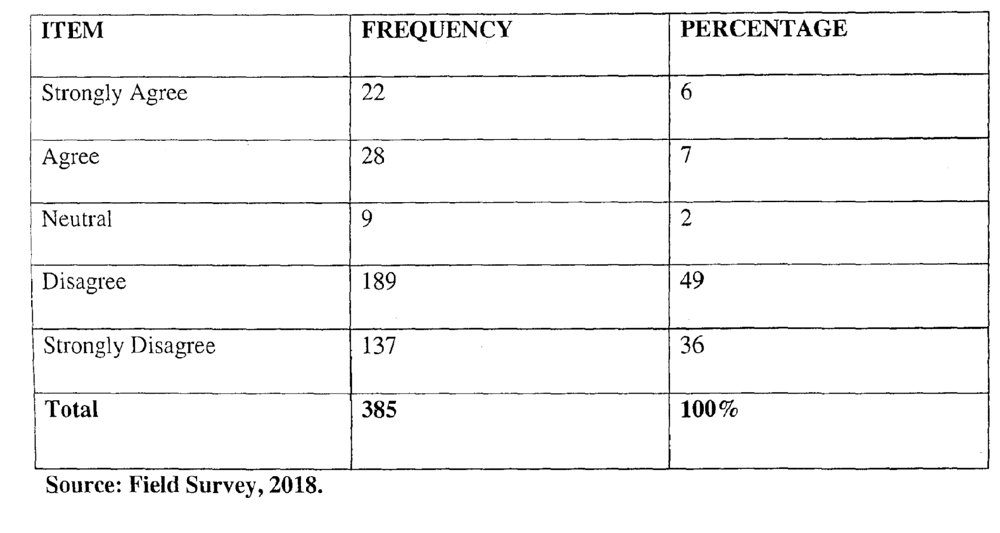 ITEM FREQUENCY PERCENTAGE
Strongly Agree 22 6
Agree 28 7
Neutral 9 2
Disagree 189 49
Strongly Disagree 137 36
Total 385 100%
Source: Field Survey, 2018.